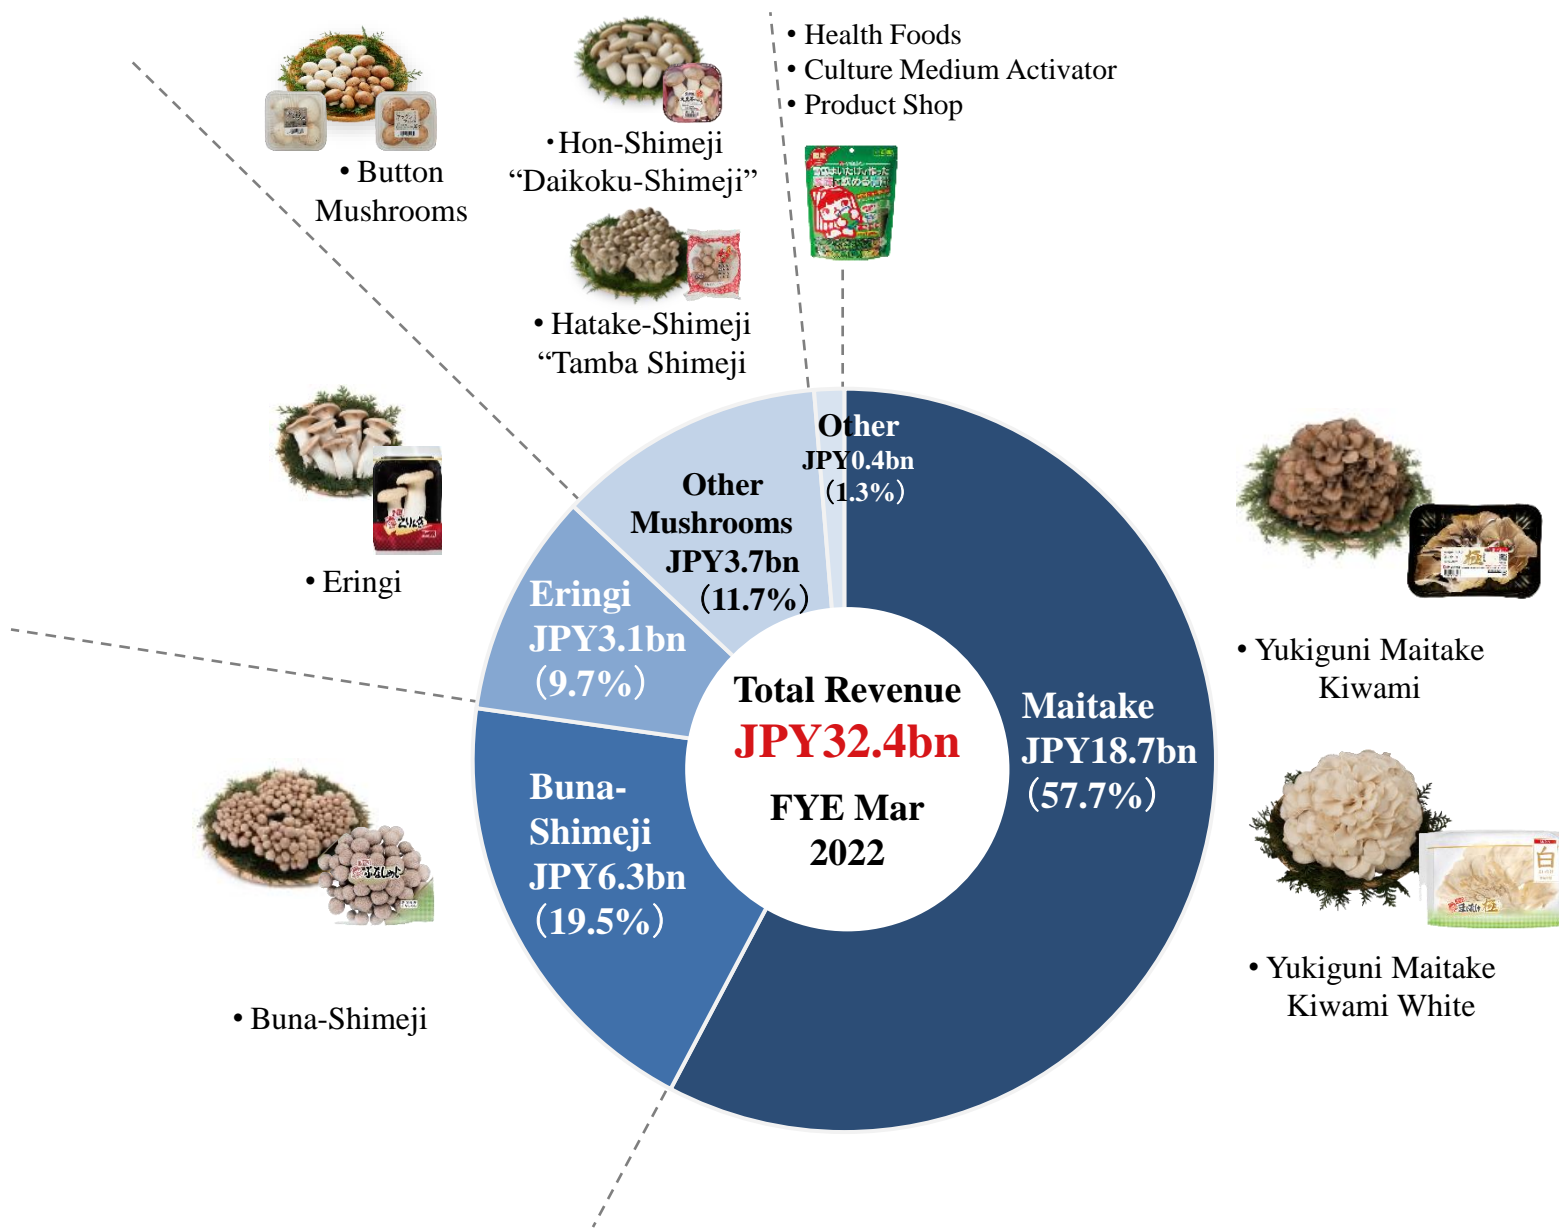 • Health Foods
• Culture Medium Activator
• Product Shop
• Button
Mushrooms
・Hon-Shimeji
“Daikoku-Shimeji”
• Hatake-Shimeji
“Tamba Shimeji
Other
JPY0.4bn
（1.3%）
Other
Mushrooms
JPY3.7bn
（11.7%）
• Eringi
Eringi
JPY3.1bn
（9.7%）
Total Revenue
JPY32.4bn
FYE Mar
2022
Maitake
JPY18.7bn
（57.7%）
• Yukiguni Maitake
Kiwami
極
Buna-
Shimeji
JPY6.3bn
（19.5%）
• Buna-Shimeji
白
極
• Yukiguni Maitake
Kiwami White